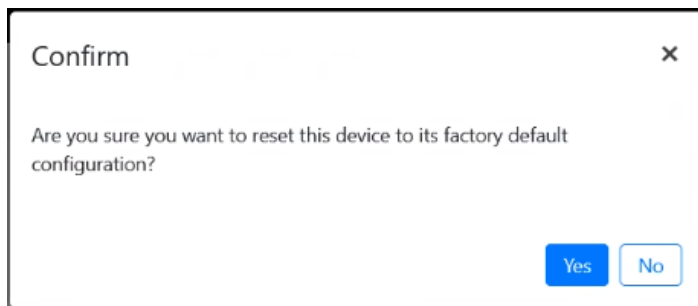 Confirm
Are you sure you want to reset this device to its factory default
configuration?
Yes No